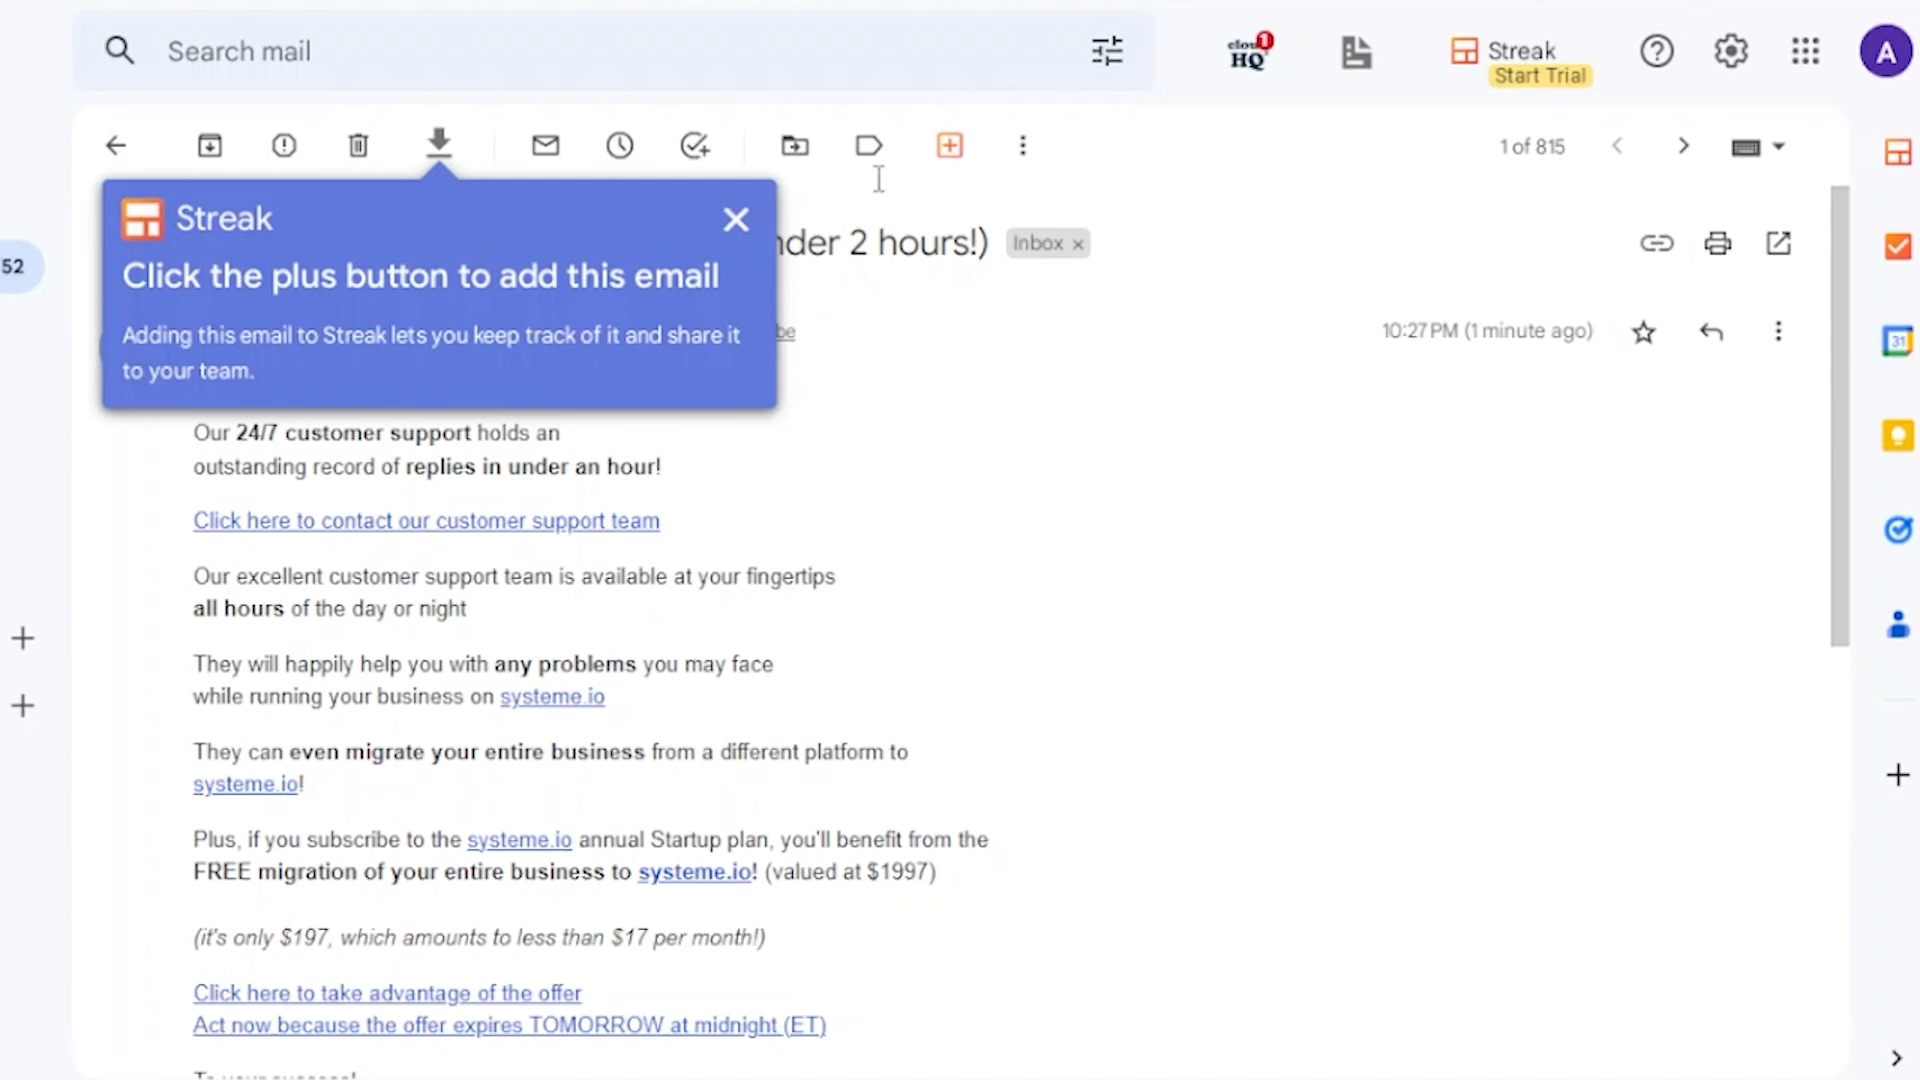 Search mail
cloud
HQ
1
Streak
Start Trial
A
1 of 815
Streak
Click the plus button to add this email
Adding this email to Streak lets you keep track of it and share it
to your team.
nder 2 hours!)
Inbox ×
52
be
10:27 PM (1 minute ago)
31
Our 24/7 customer support holds an
outstanding record of replies in under an hour!
Click here to contact our customer support team
Our excellent customer support team is available at your fingertips
all hours of the day or night
They will happily help you with any problems you may face
while running your business on systeme.io
They can even migrate your entire business from a different platform to
systeme.io!
Plus, if you subscribe to the systeme.io annual Startup plan, you'll benefit from the
FREE migration of your entire business to systeme.io! (valued at $1997)
(it's only $197, which amounts to less than $17 per month!)
Click here to take advantage of the offer
Act now because the offer expires TOMORROW at midnight (ET)